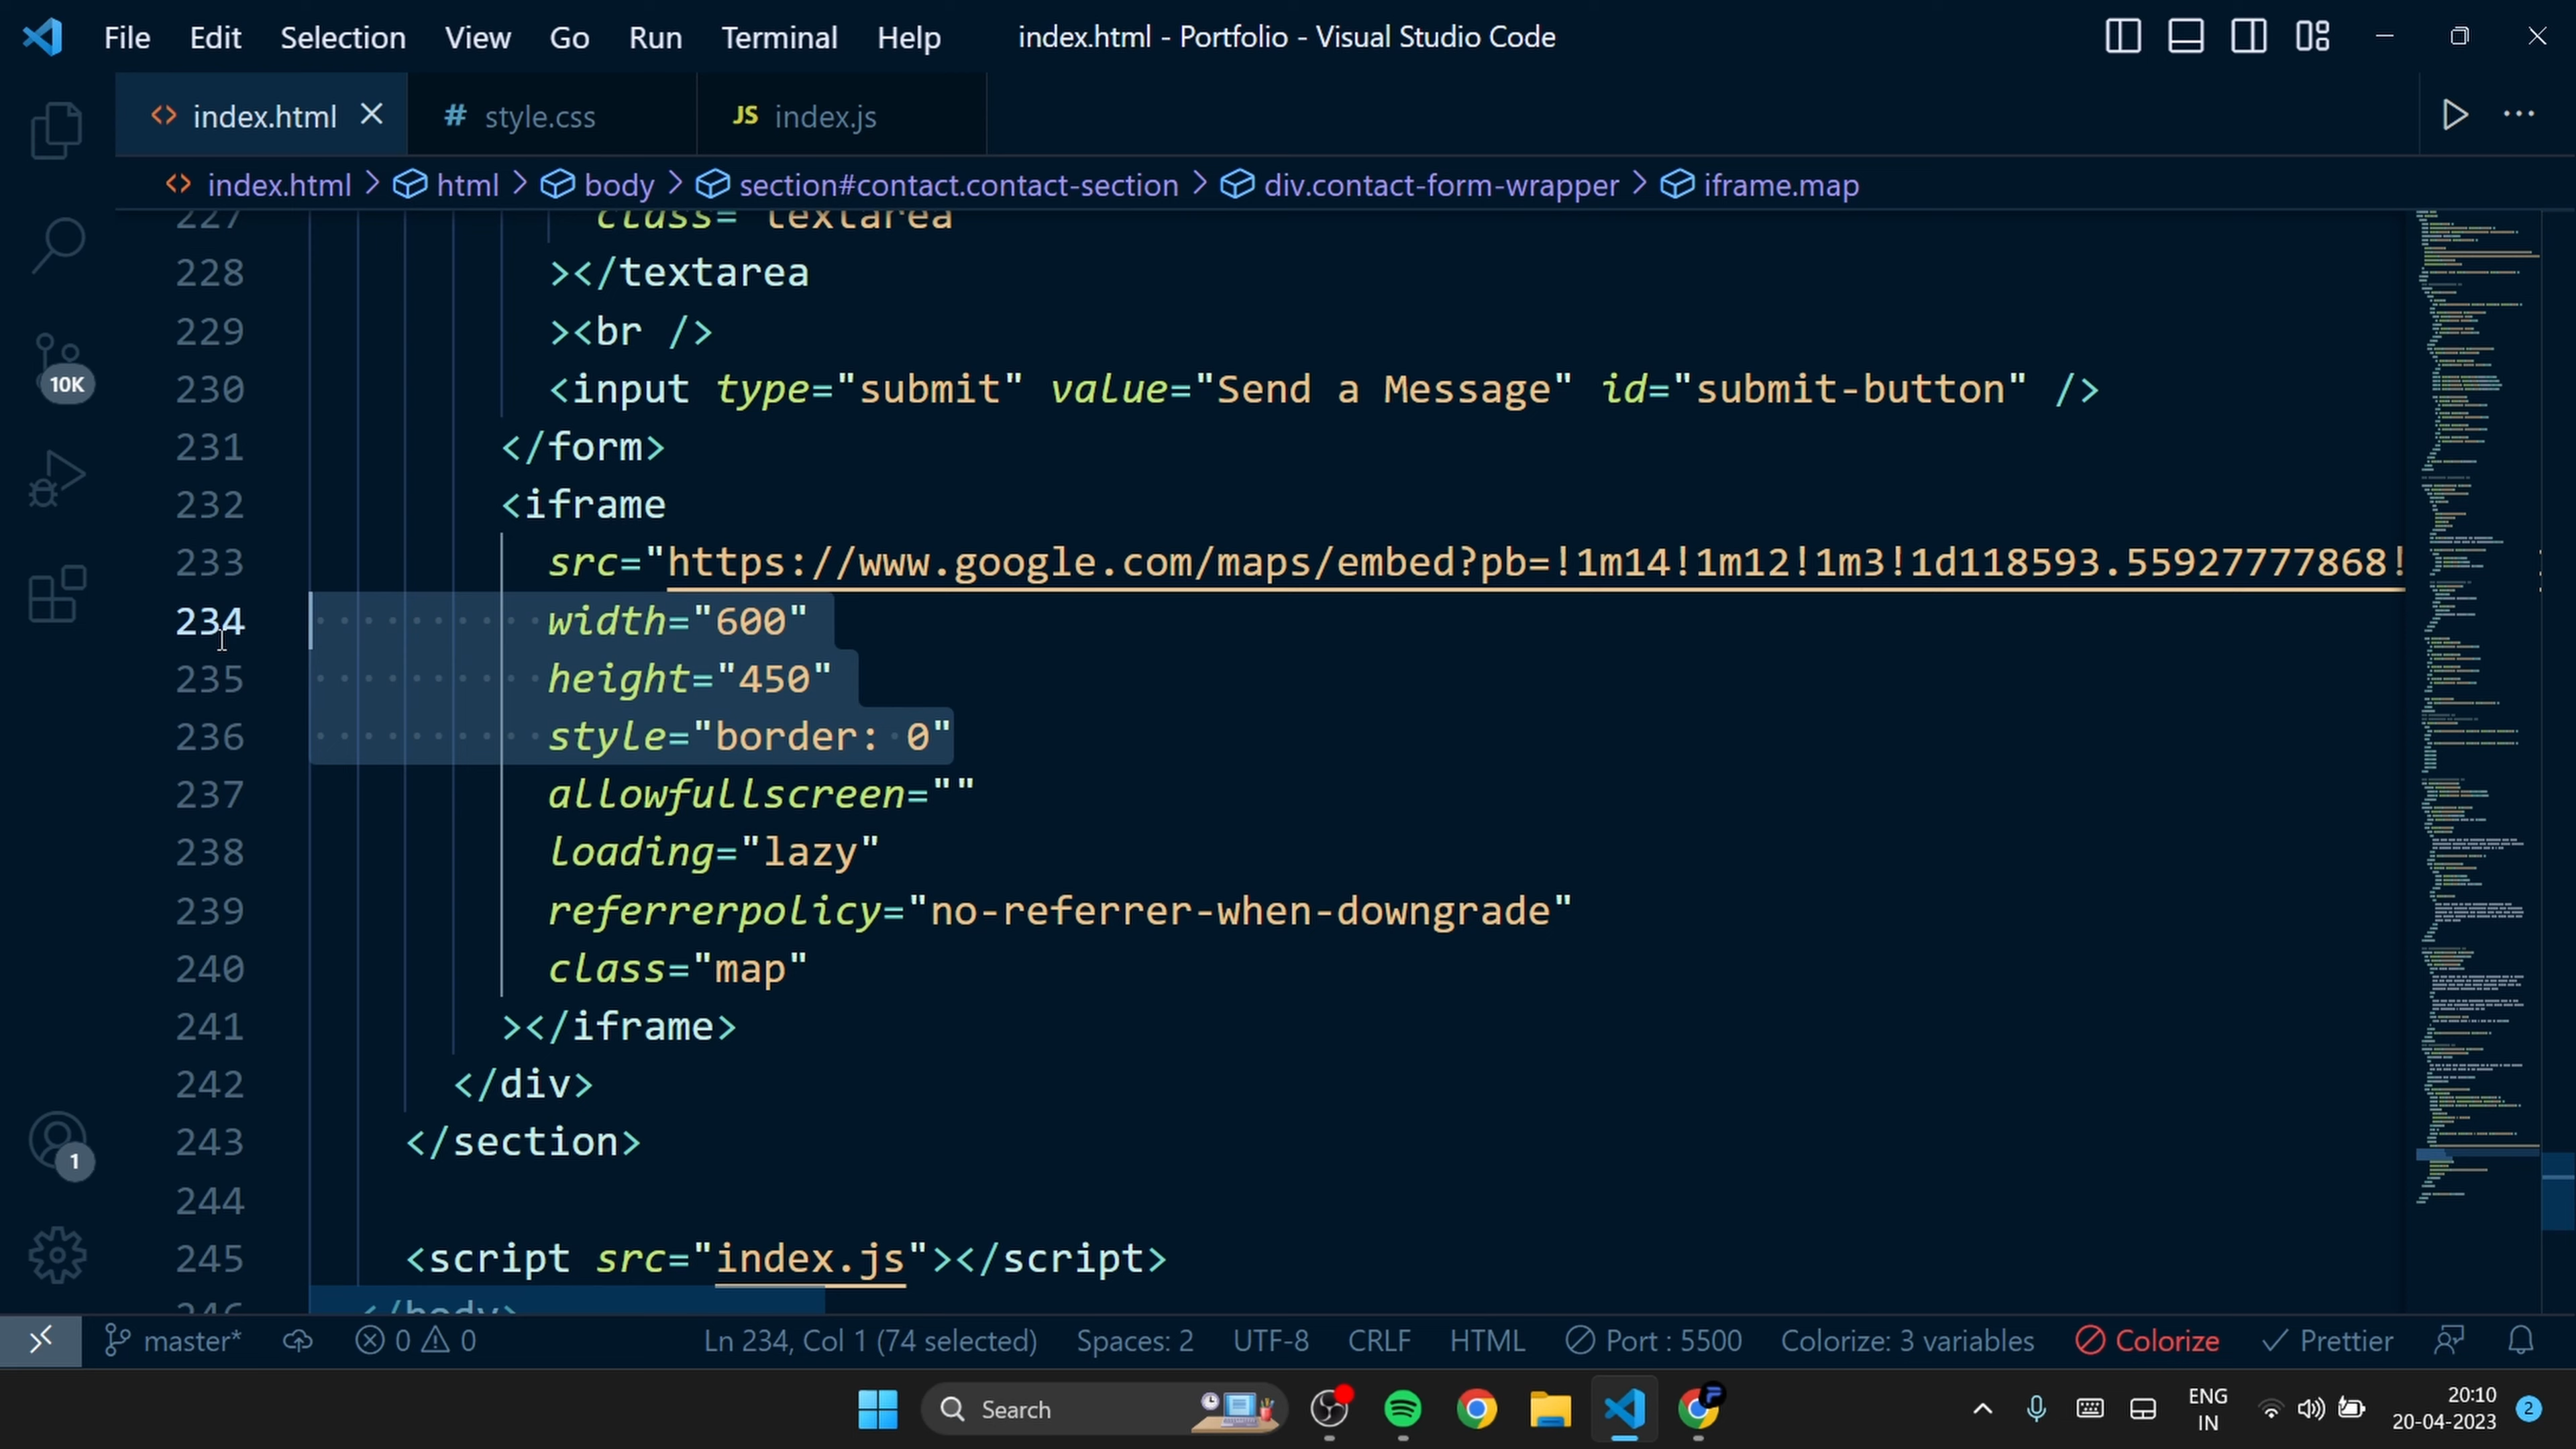 File Edit Selection View Go Run Terminal Help index.html - Portfolio - Visual Studio Code
<> index.html # style.css JS index.js ...
<> index.html > html > body > section#contact.contact-section > div.contact-form-wrapper > iframe.map
227 class="textarea
228 ></textarea
229 ><br />
230 <input type="submit" value="Send a Message" id="submit-button" />
231 </form>
232 <iframe
233 src="https://www.google.com/maps/embed?pb=!1m14!1m12!1m3!1d118593.55927777868!
234 width="600"
235 height="450"
236 style="border: 0"
237 allowfullscreen=""
238 loading="lazy"
239 referrerpolicy="no-referrer-when-downgrade"
240 class="map"
241 ></iframe>
242 </div>
243 </section>
244
245 <script src="index.js"></script>
246 </body>
10K
1
master* 0 0 Ln 234, Col 1 (74 selected) Spaces: 2 UTF-8 CRLF HTML Port : 5500 Colorize: 3 variables Colorize Prettier
Search ENG IN 20:10 20-04-2023 2